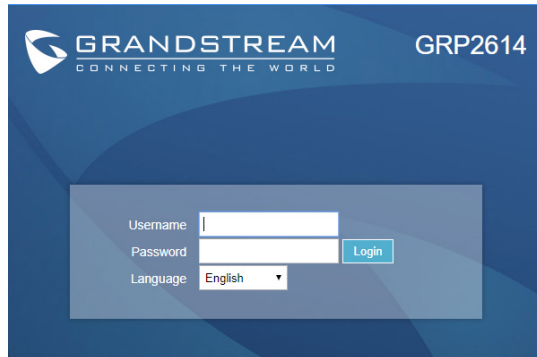 GRANDSTREAM
CONNECTING THE WORLD
GRP2614
Username
Password
Login
Language
English